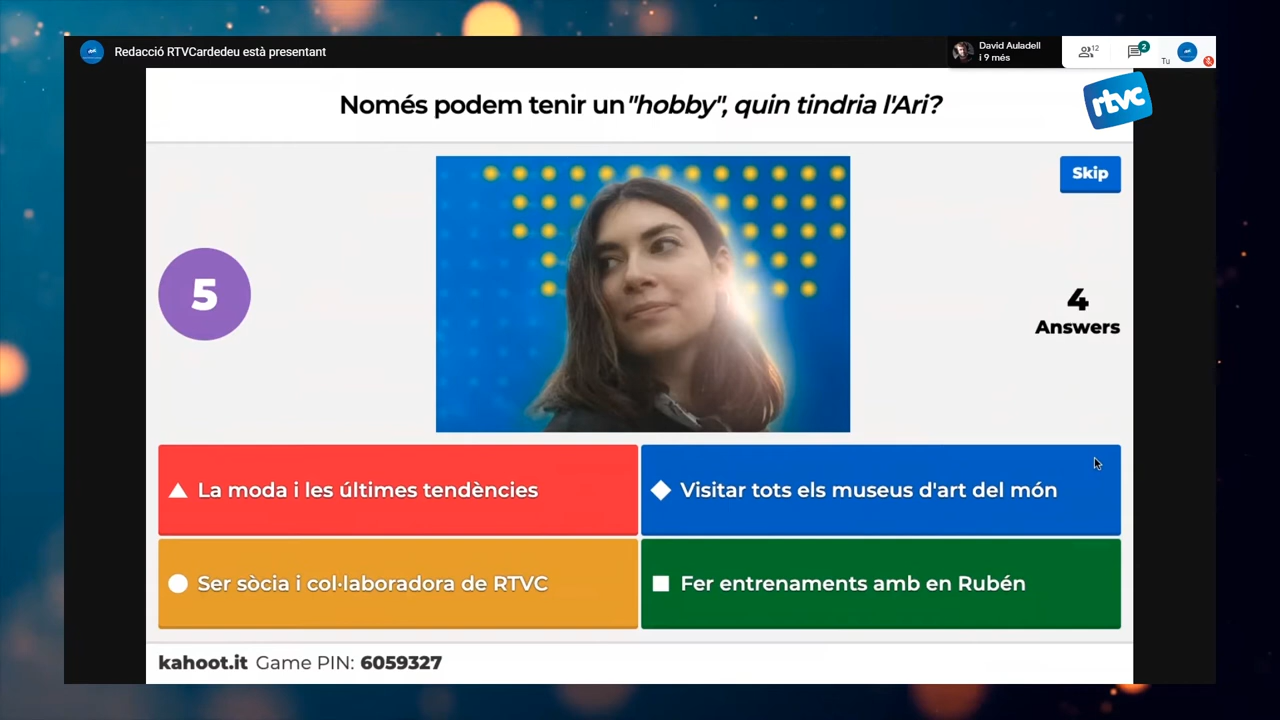 Redacció RTVCardedeu està presentant
David Auladell
i 9 més
12
2
Tu
rtvc
Només podem tenir un "hobby", quin tindria l'Ari?
Skip
5
4
Answers
La moda i les últimes tendències
Visitar tots els museus d'art del món
Ser sòcia i col·laboradora de RTVC
Fer entrenaments amb en Rubén
kahoot.it Game PIN: 6059327